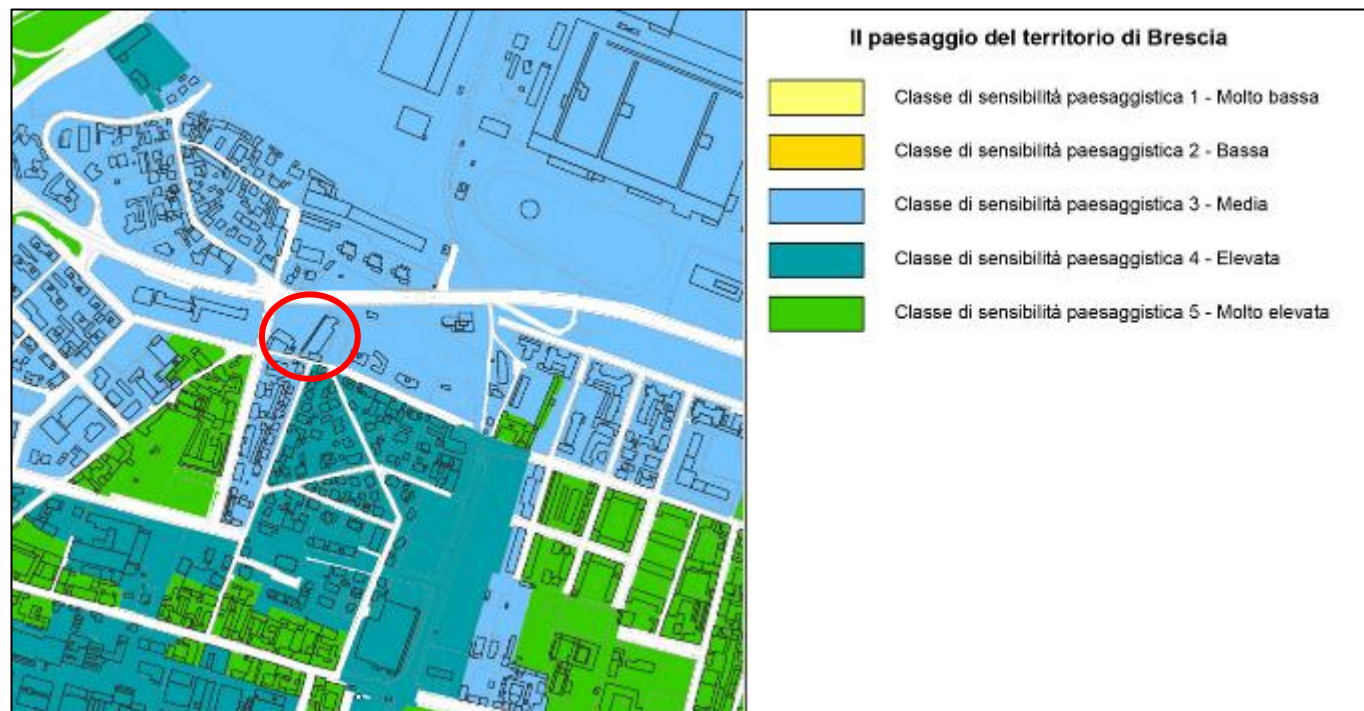 Il paesaggio del territorio di Brescia
Classe di sensibilità paesaggistica 1 - Molto bassa
Classe di sensibilità paesaggistica 2 - Bassa
Classe di sensibilità paesaggistica 3 - Media
Classe di sensibilità paesaggistica 4 - Elevata
Classe di sensibilità paesaggistica 5 - Molto elevata